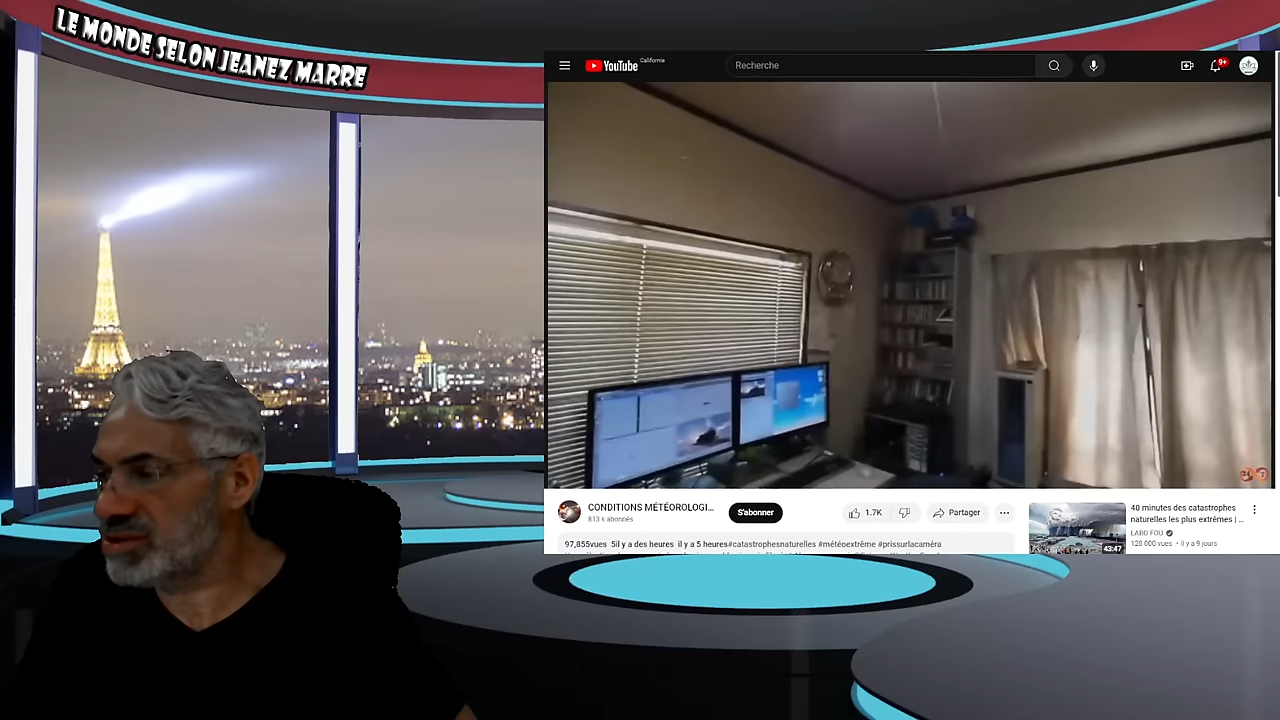 LE MONDE SELON JEANEZ MARRE
YouTube
Californie
Recherche
9+
CONDITIONS MÉTÉOROLOGI...
813 k abonnés
S'abonner
1.7K
Partager
97,855vues 5il y a des heures il y a 5 heures#catastrophesnaturelles #météoextrême #prissurlacaméra
40 minutes des catastrophes
naturelles les plus extrêmes | ...
LABO FOU
128 000 vues • il y a 9 jours
43:47